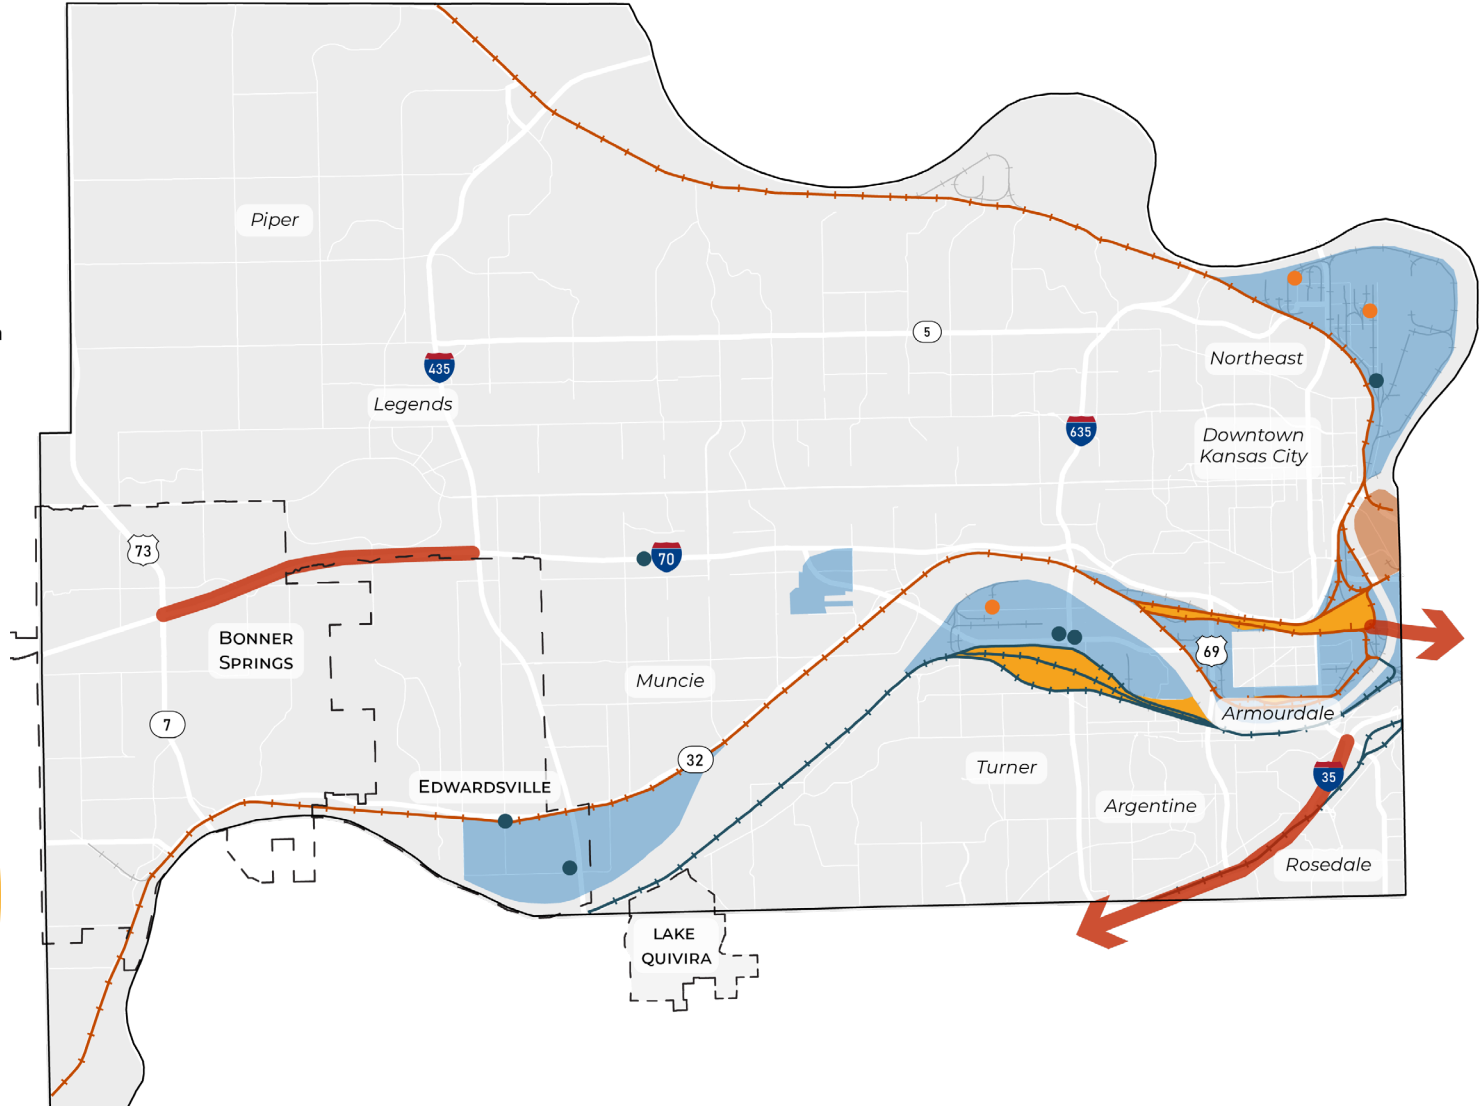 Piper
5
435
Northeast
Legends
635
Downtown
Kansas City
73
70
BONNER
SPRINGS
69
Muncie
7
Armourdale
32
Turner
35
EDWARDSVILLE
Argentine
Rosedale
LAKE
QUIVIRA